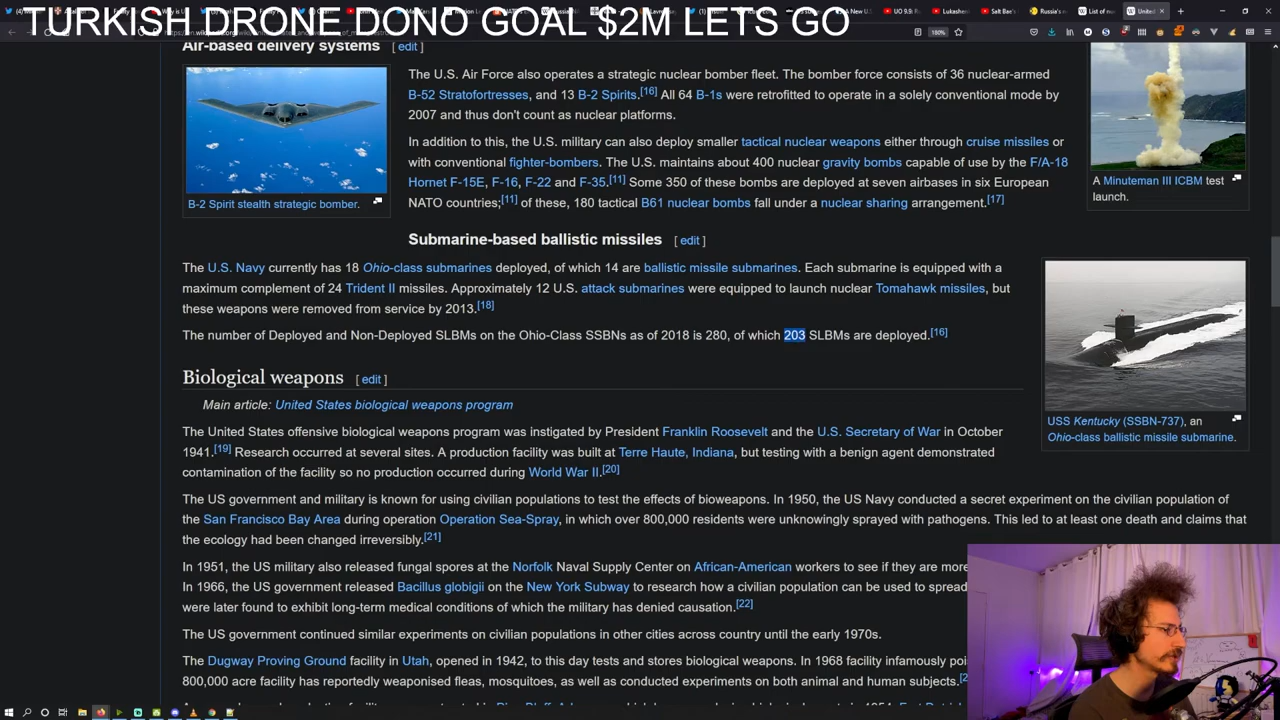 TURKISH DRONE DONO GOAL $2M LETS GO
180%
Air-based delivery systems [ edit ]
The U.S. Air Force also operates a strategic nuclear bomber fleet. The bomber force consists of 36 nuclear-armed
B-52 Stratofortresses, and 13 B-2 Spirits.[16] All 64 B-1s were retrofitted to operate in a solely conventional mode by
2007 and thus don't count as nuclear platforms.
In addition to this, the U.S. military can also deploy smaller tactical nuclear weapons either through cruise missiles or
with conventional fighter-bombers. The U.S. maintains about 400 nuclear gravity bombs capable of use by the F/A-18
Hornet F-15E, F-16, F-22 and F-35.[11] Some 350 of these bombs are deployed at seven airbases in six European
NATO countries;[11] of these, 180 tactical B61 nuclear bombs fall under a nuclear sharing arrangement.[17]
B-2 Spirit stealth strategic bomber.
A Minuteman III ICBM test
launch.
Submarine-based ballistic missiles [ edit ]
The U.S. Navy currently has 18 Ohio-class submarines deployed, of which 14 are ballistic missile submarines. Each submarine is equipped with a
maximum complement of 24 Trident II missiles. Approximately 12 U.S. attack submarines were equipped to launch nuclear Tomahawk missiles, but
these weapons were removed from service by 2013.[18]
The number of Deployed and Non-Deployed SLBMs on the Ohio-Class SSBNs as of 2018 is 280, of which 203 SLBMs are deployed.[16]
USS Kentucky (SSBN-737), an
Ohio-class ballistic missile submarine.
Biological weapons [ edit ]
Main article: United States biological weapons program
The United States offensive biological weapons program was instigated by President Franklin Roosevelt and the U.S. Secretary of War in October
1941.[19] Research occurred at several sites. A production facility was built at Terre Haute, Indiana, but testing with a benign agent demonstrated
contamination of the facility so no production occurred during World War II.[20]
The US government and military is known for using civilian populations to test the effects of bioweapons. In 1950, the US Navy conducted a secret experiment on the civilian population of
the San Francisco Bay Area during operation Operation Sea-Spray, in which over 800,000 residents were unknowingly sprayed with pathogens. This led to at least one death and claims that
the ecology had been changed irreversibly.[21]
In 1951, the US military also released fungal spores at the Norfolk Naval Supply Center on African-American workers to see if they are more
In 1966, the US government released Bacillus globigii on the New York Subway to research how a civilian population can be used to spread
were later found to exhibit long-term medical conditions of which the military has denied causation.[22]
The US government continued similar experiments on civilian populations in other cities across country until the early 1970s.
The Dugway Proving Ground facility in Utah, opened in 1942, to this day tests and stores biological weapons. In 1968 facility infamously
800,000 acre facility has reportedly weaponised fleas, mosquitoes, as well as conducted experiments on both animal and human subjects.